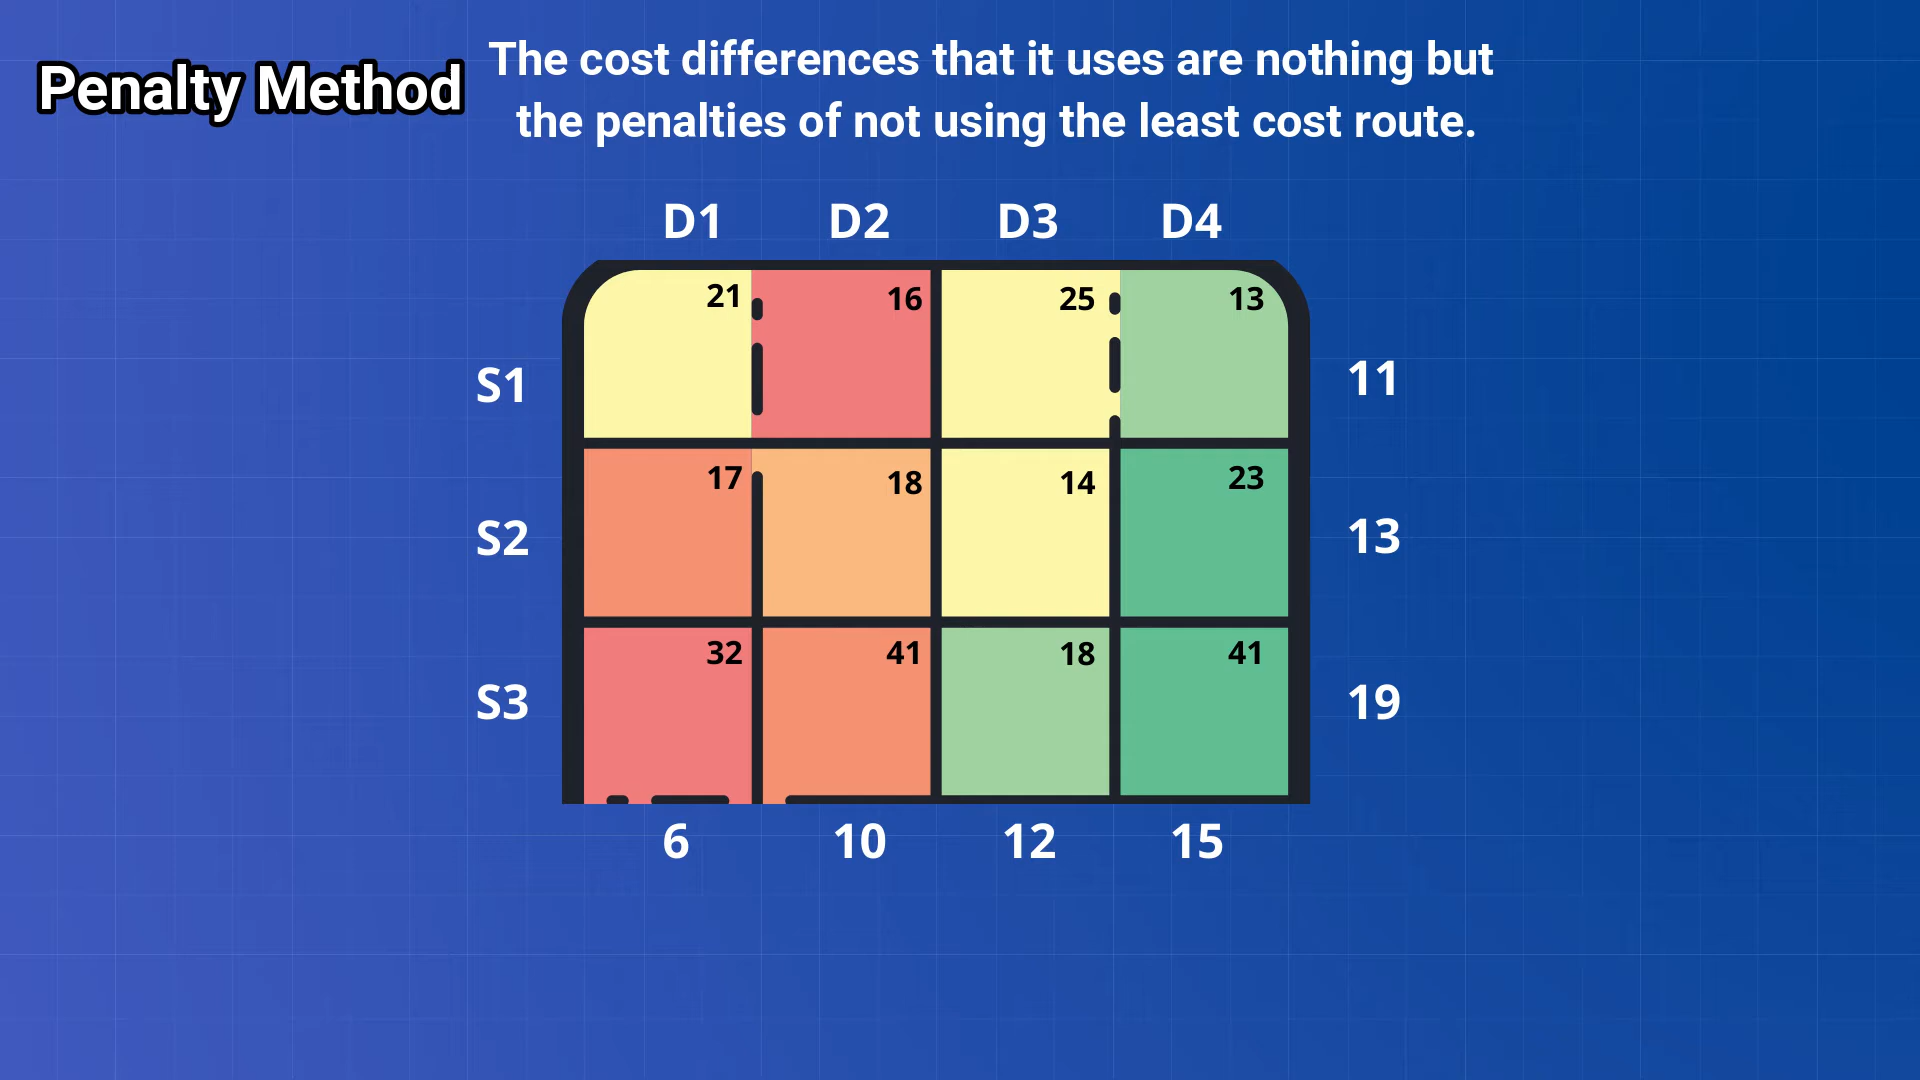 Penalty Method
The cost differences that it uses are nothing but
the penalties of not using the least cost route.
D1 D2 D3 D4
21 16 25 13
S1 11
17 18 14 23
S2 13
32 41 18 41
S3 19
6 10 12 15